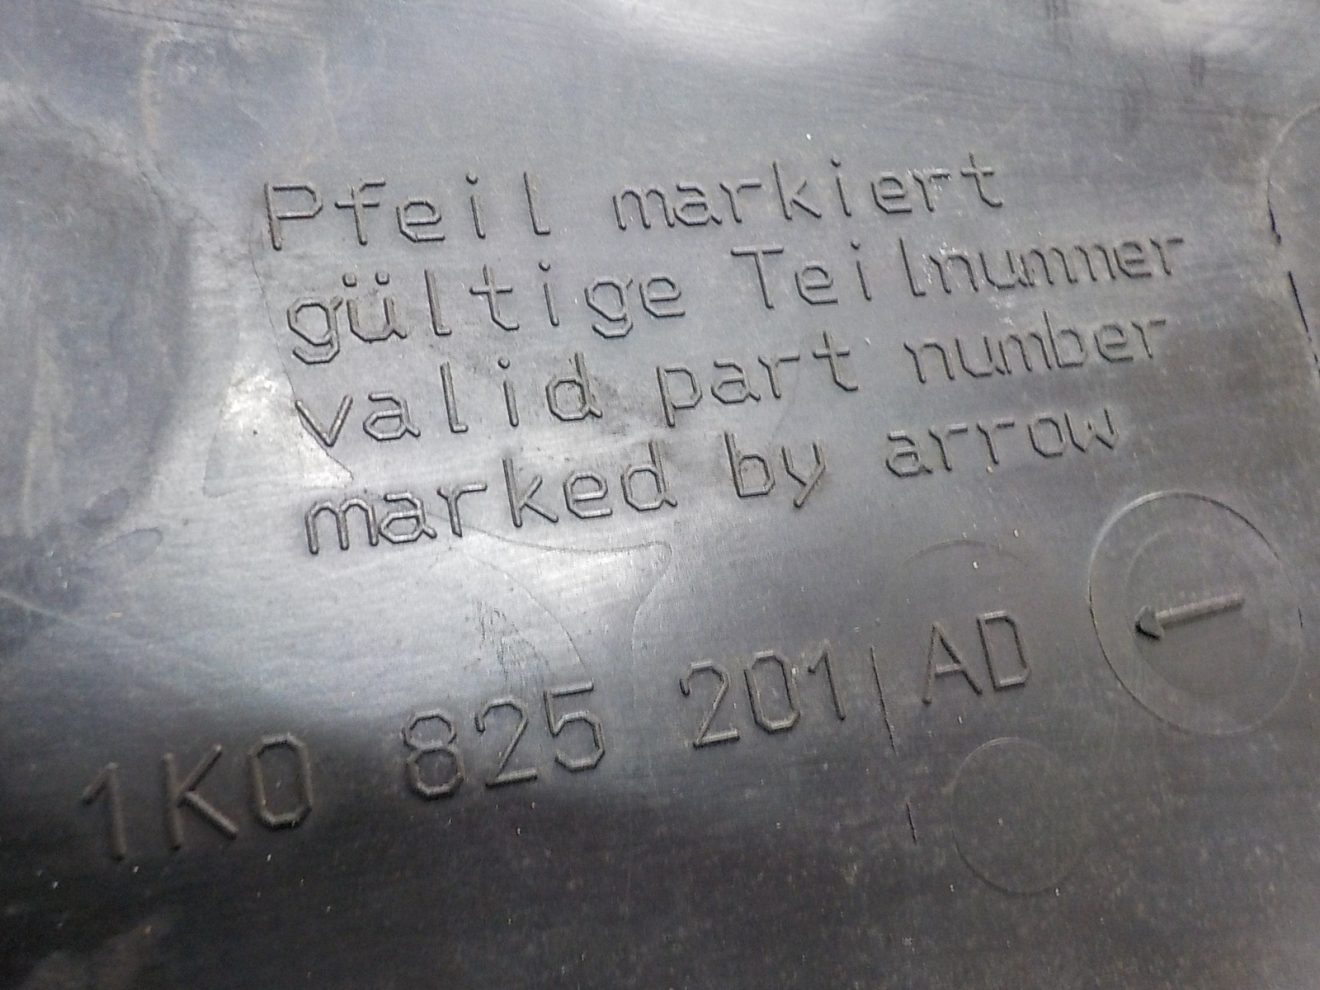 Pfeil markiert
gültige Teilnummer
valid part number
marked by arrow
1K0 825 201 AD